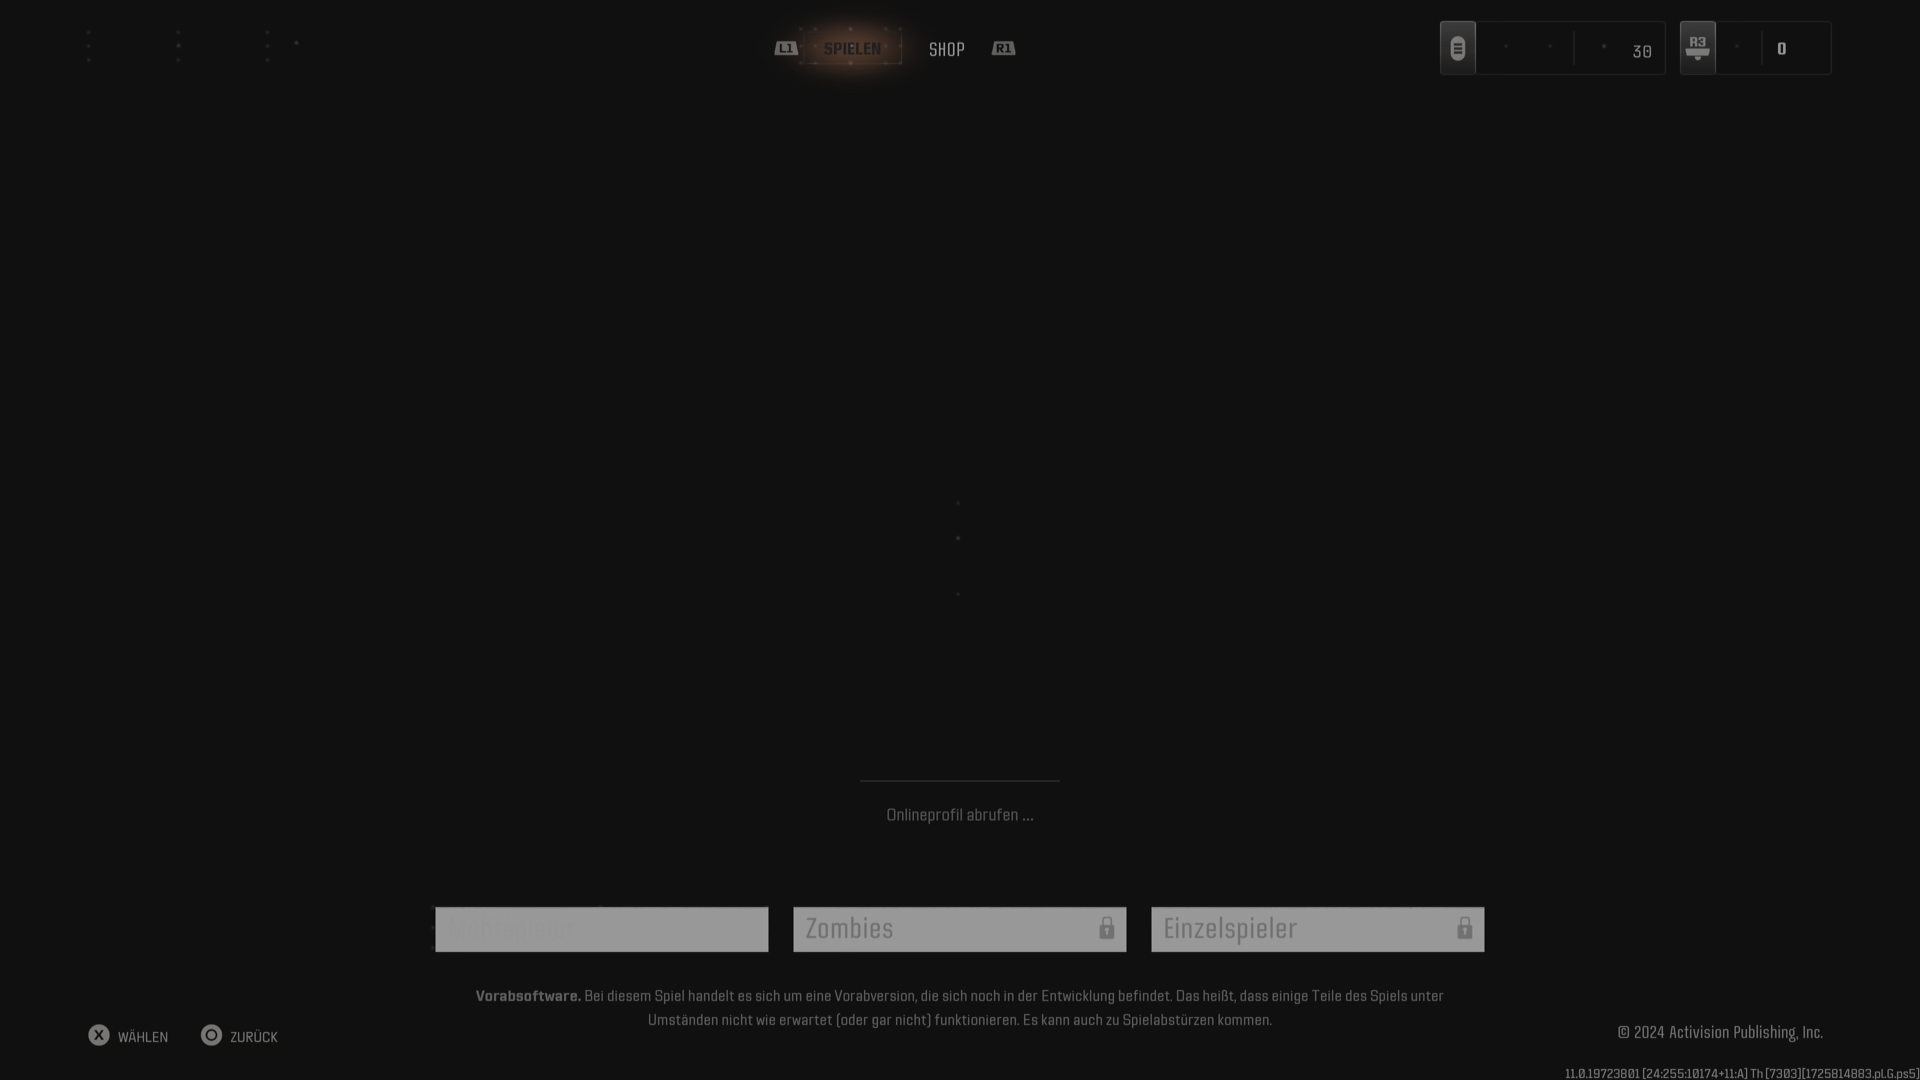 L1 SPIELEN SHOP R1
30
R3 0
Onlineprofil abrufen ...
Zombies
Einzelspieler
Vorabsoftware. Bei diesem Spiel handelt es sich um eine Vorabversion, die sich noch in der Entwicklung befindet. Das heißt, dass einige Teile des Spiels unter
Umständen nicht wie erwartet (oder gar nicht) funktionieren. Es kann auch zu Spielabstürzen kommen.
X WÄHLEN ZURÜCK
© 2024 Activision Publishing, Inc.
11.0.19723801 [24:255:10174+11:A] Th [7303][1725814883.pl.G.ps5]